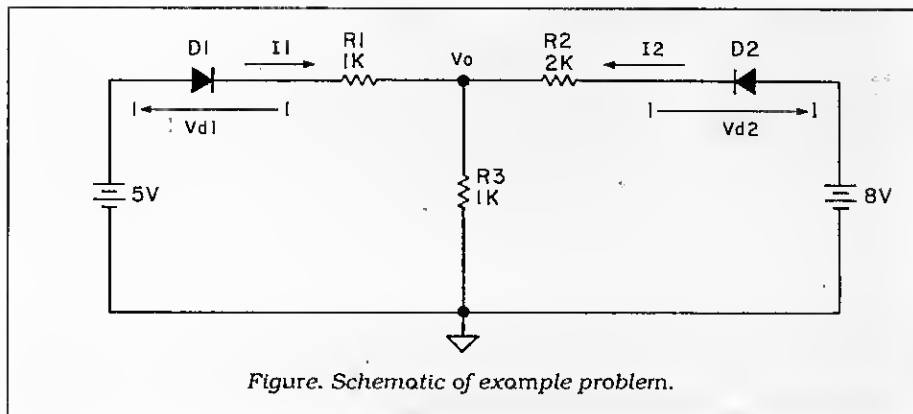 D1
I1
R1
1K
Vo
R2
2K
I2
D2
Vd1
Vd2
5V
R3
1K
8V
Figure. Schematic of example problem.